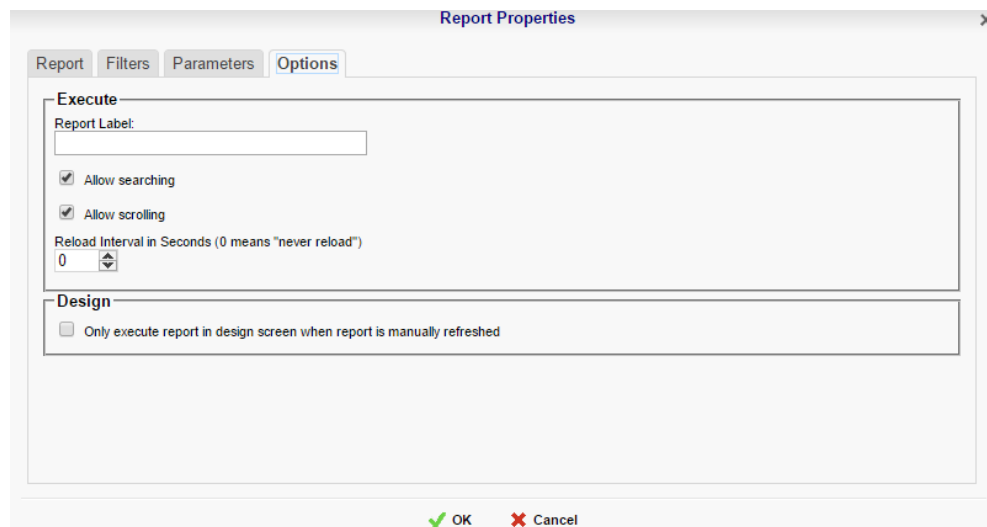 Report Properties
Report Filters Parameters Options
Execute
Report Label:
Allow searching
Allow scrolling
Reload Interval in Seconds (0 means "never reload")
0
Design
Only execute report in design screen when report is manually refreshed
OK Cancel